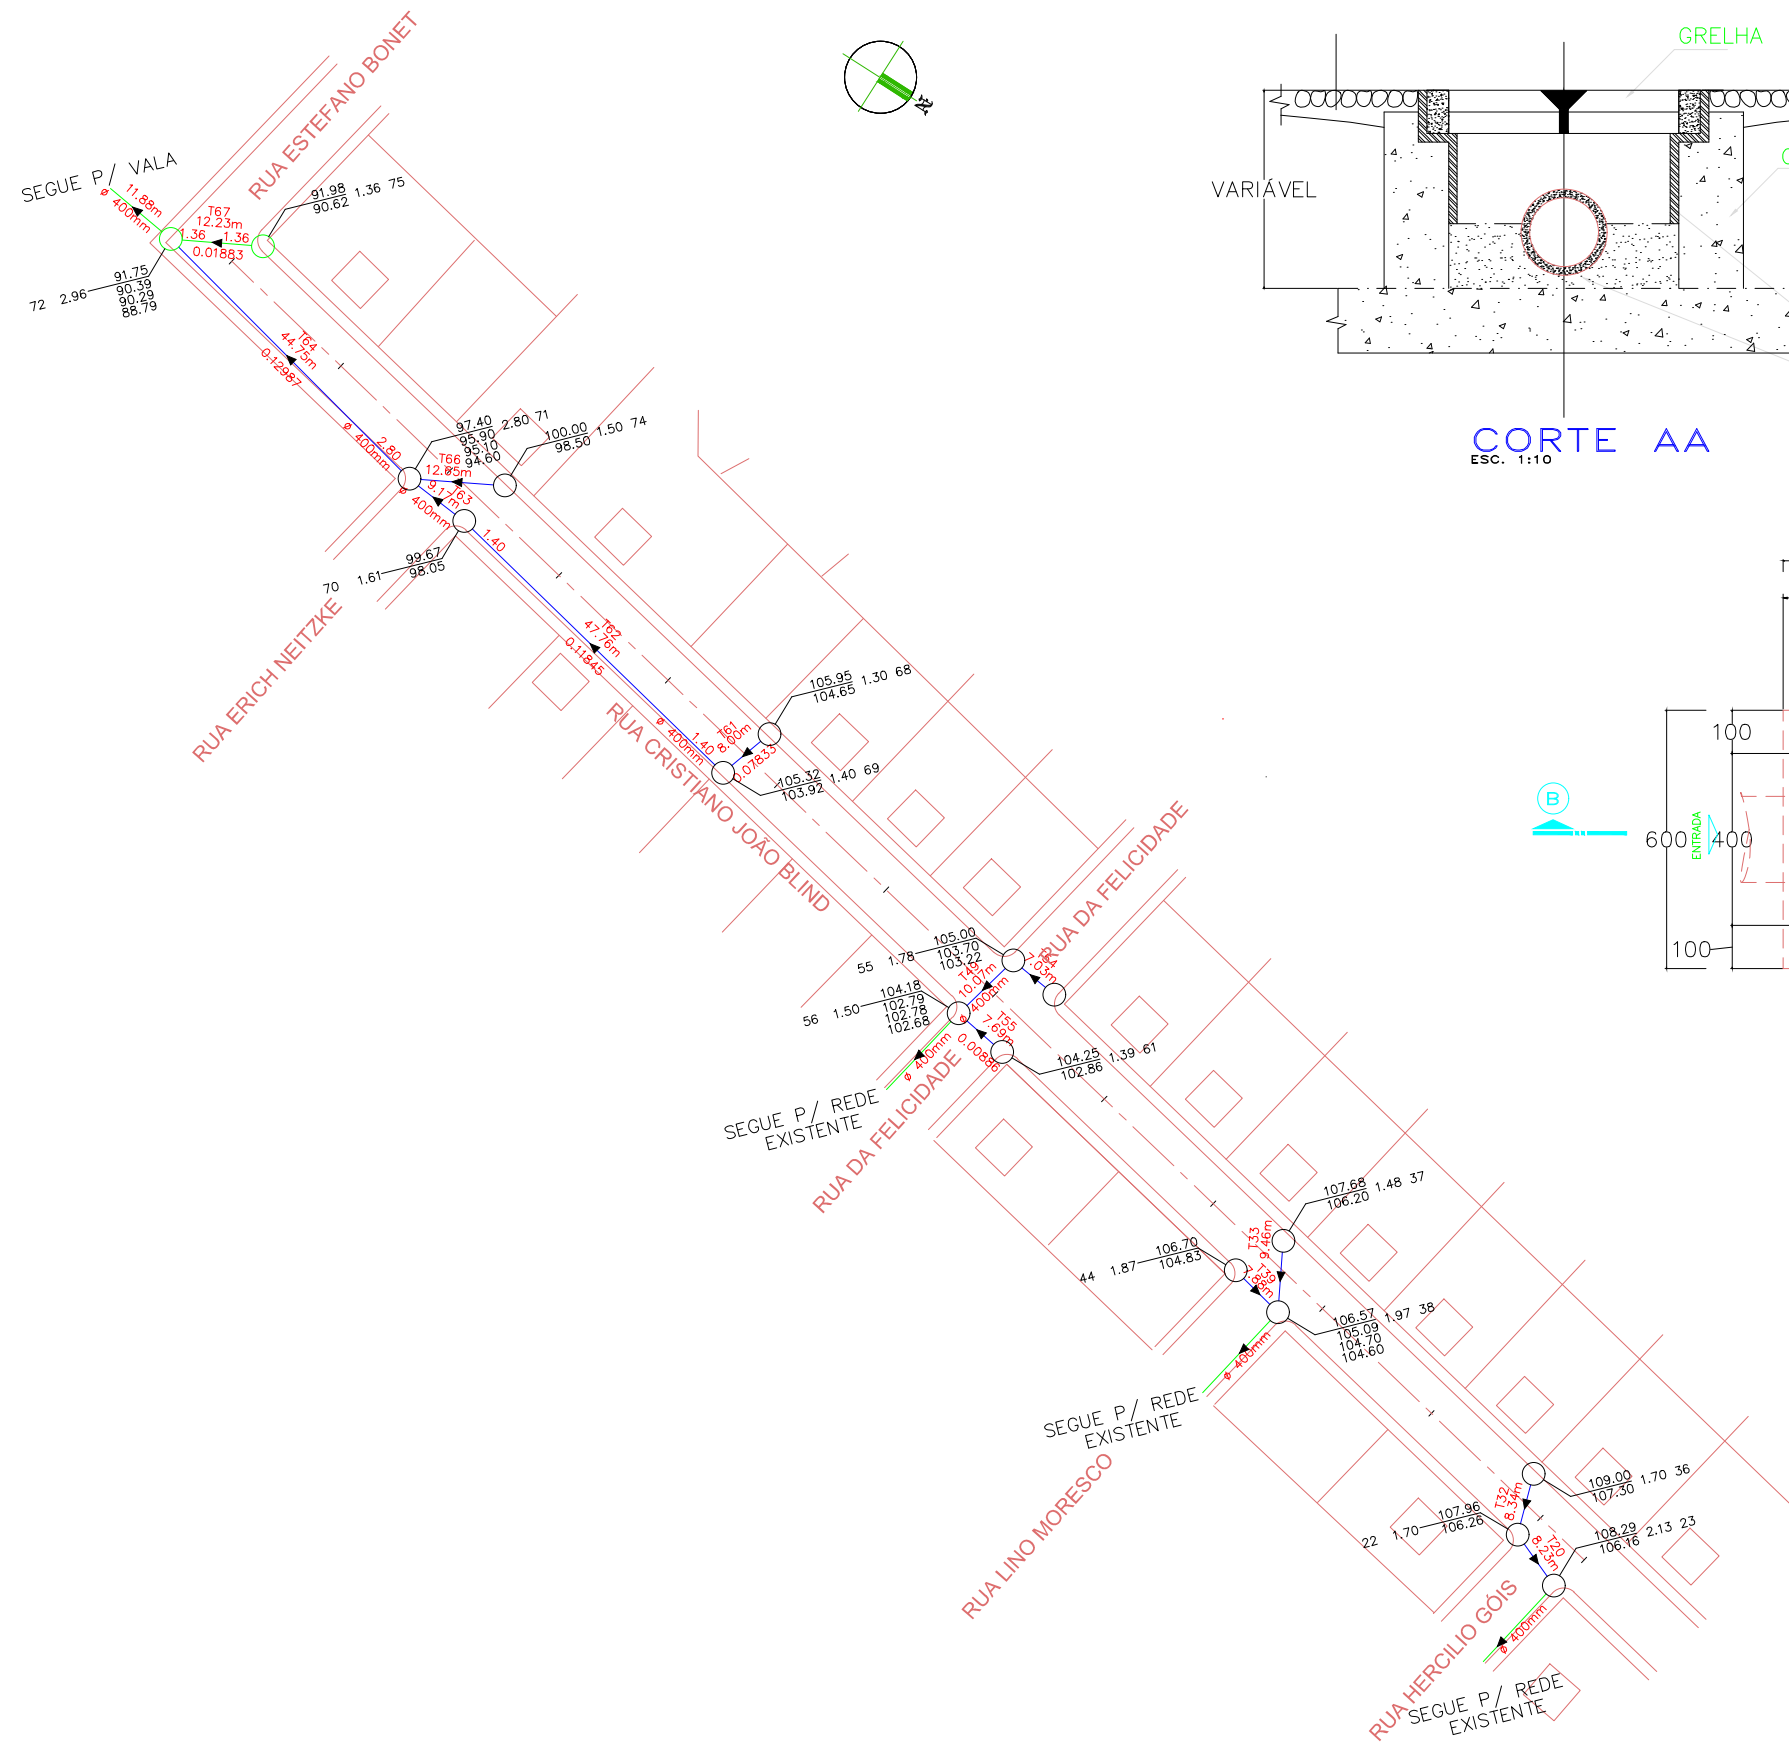 RUA ESTEFANO BONET
GRELHA
VARIÁVEL
CORTE AA
ESC. 1:10
SEGUE P/ VALA
11.88m
ø 400mm
T67
12.23m
1.36
1.36
0.01883
91.98
90.62
1.36 75
72 2.96
91.75
90.39
90.29
88.79
T64
44.75m
0.12987
ø 400mm
2.80
97.40
95.90
95.10
94.60
2.80 71
100.00
98.50
1.50 74
T66
12.65m
T63
9.17m
ø 400mm
1.40
70 1.61
99.67
98.05
RUA ERICH NEITZKE
T62
47.76m
0.11845
ø 400mm
1.40
RUA CRISTIANO JOÃO BLIND
105.95
104.65
1.30 68
T61
8.00m
0.07833
105.32
103.92
1.40 69
100
600
400
100
B
ENTRADA
RUA DA FELICIDADE
55 1.78
105.00
103.70
103.22
7.03m
T49
10.07m
ø 400mm
56 1.50
104.18
102.79
102.78
102.68
T55
7.69m
0.00886
104.25
102.86
1.39 61
ø 400mm
SEGUE P/ REDE
EXISTENTE
RUA DA FELICIDADE
107.68
106.20
1.48 37
T33
9.46m
44 1.87
106.70
104.83
T39
7.88m
106.57
105.09
104.70
104.60
1.97 38
ø 400mm
SEGUE P/ REDE
EXISTENTE
RUA LINO MORESCO
109.00
107.30
1.70 36
T32
8.34m
22 1.70
107.96
106.26
T20
8.23m
108.29
106.16
2.13 23
ø 400mm
RUA HERCILIO GÓIS
SEGUE P/ REDE
EXISTENTE